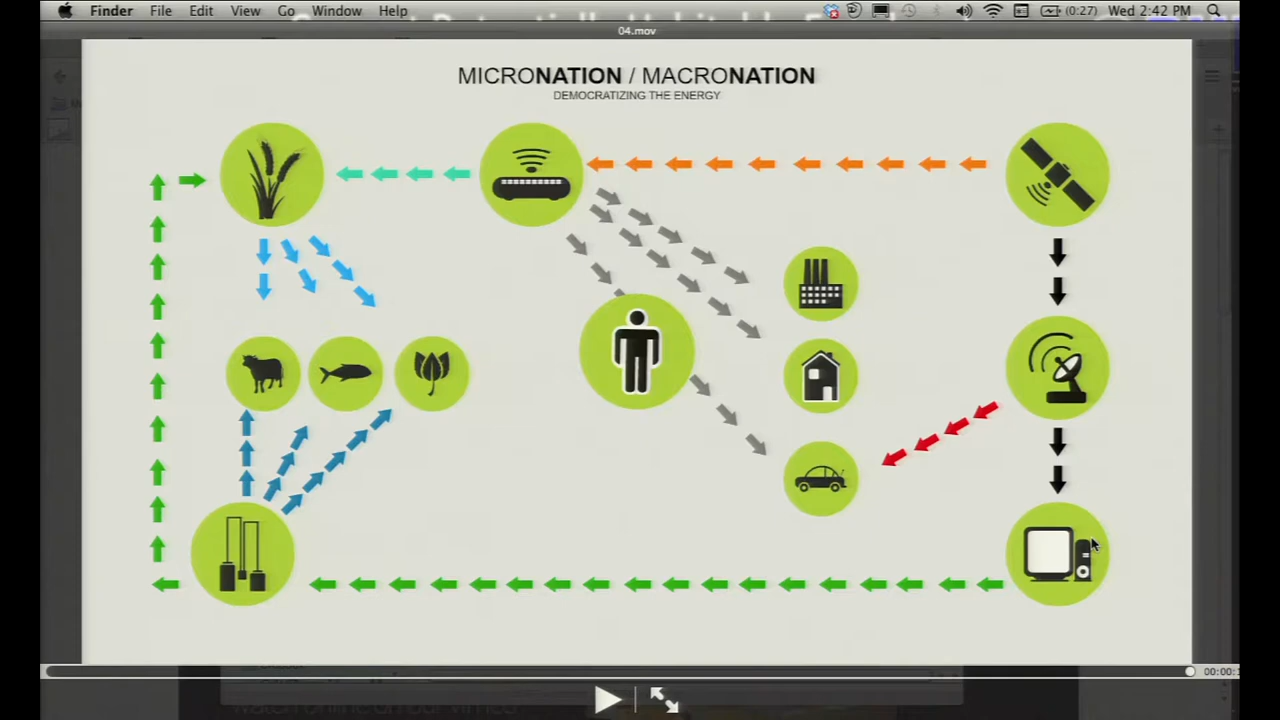 Finder File Edit View Go Window Help (0:27) Wed 2:42 PM
04.mov
MICRONATION / MACRONATION
DEMOCRATIZING THE ENERGY